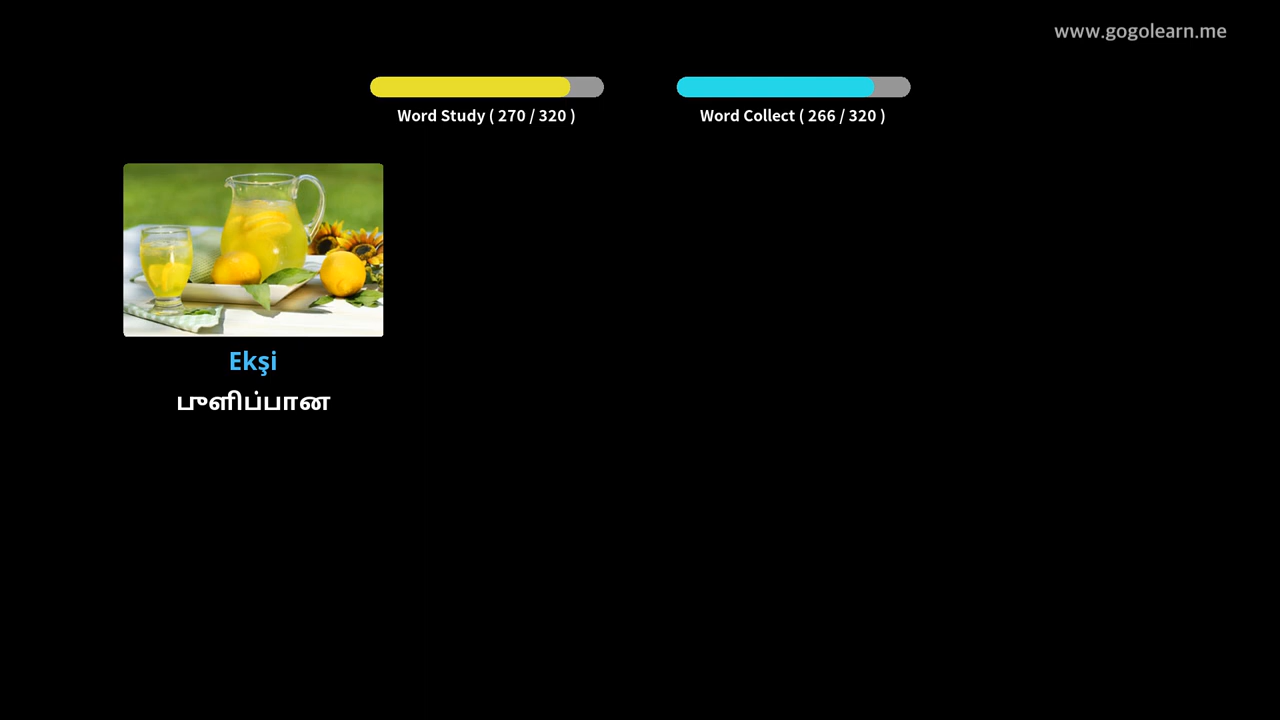 www.gogolearn.me
Word Study ( 270 / 320 )
Word Collect ( 266 / 320 )
Ekşi
புளிப்பான